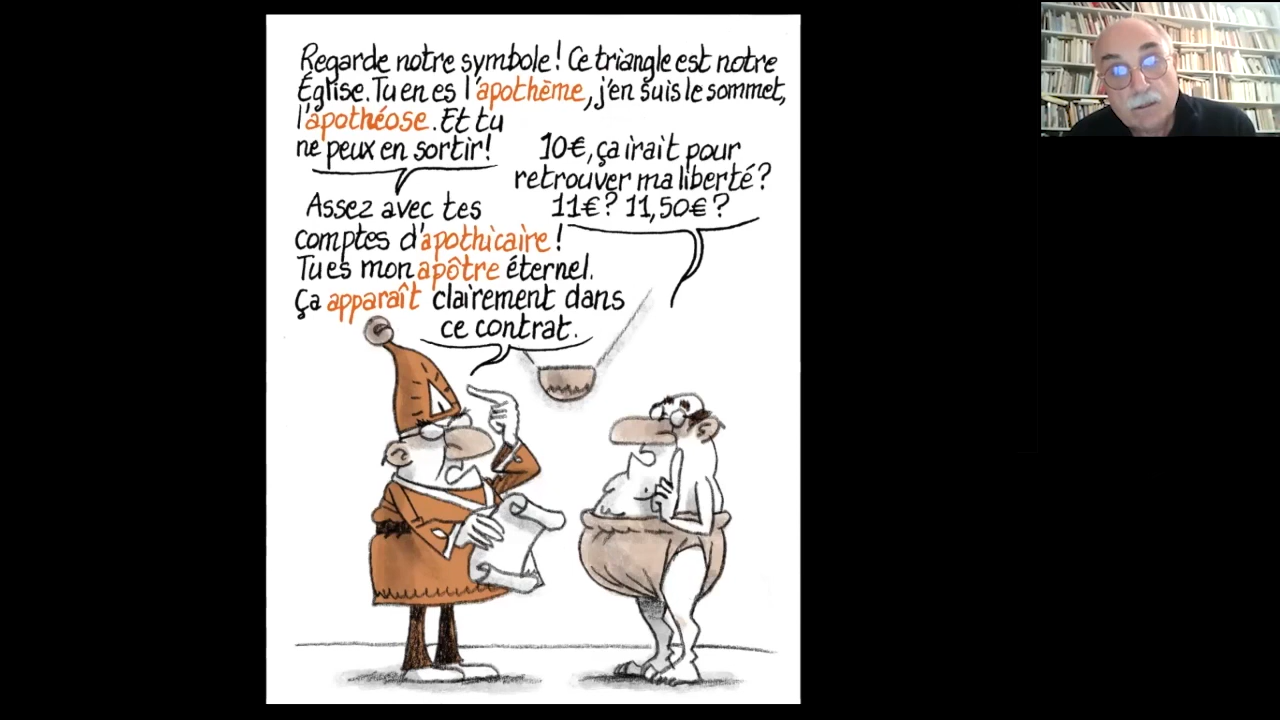 Regarde notre symbole! Ce triangle est notre
Église. Tu en es l'apothème, j'en suis le sommet,
l'apothéose. Et tu
ne peux en sortir!
10€, ça irait pour
retrouver ma liberté?
11€? 11,50€?
Assez avec tes
comptes d'apothicaire!
Tu es mon apôtre éternel.
Ça apparaît clairement dans
ce contrat.